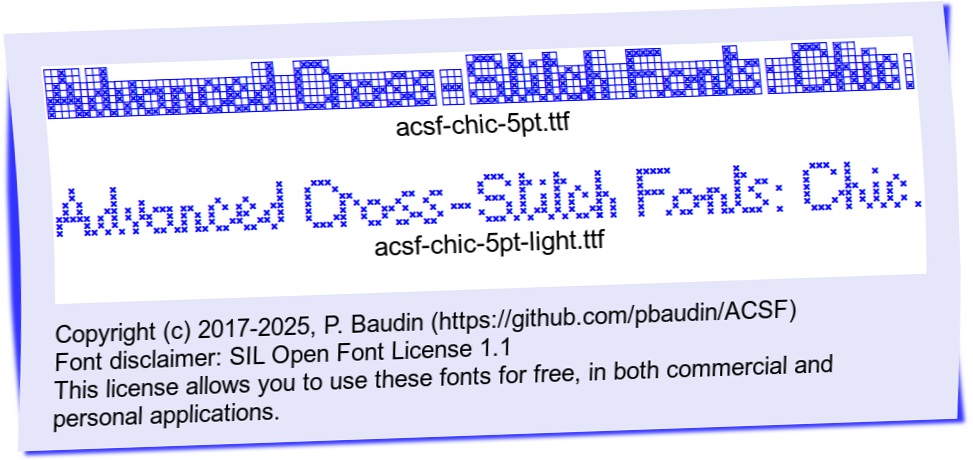 Advanced Cross-Stitch Fonts: Chic.
acsf-chic-5pt.ttf
Advanced Cross-Stitch Fonts: Chic.
acsf-chic-5pt-light.ttf
Copyright (c) 2017-2025, P. Baudin (https://github.com/pbaudin/ACSF)
Font disclaimer: SIL Open Font License 1.1
This license allows you to use these fonts for free, in both commercial and
personal applications.